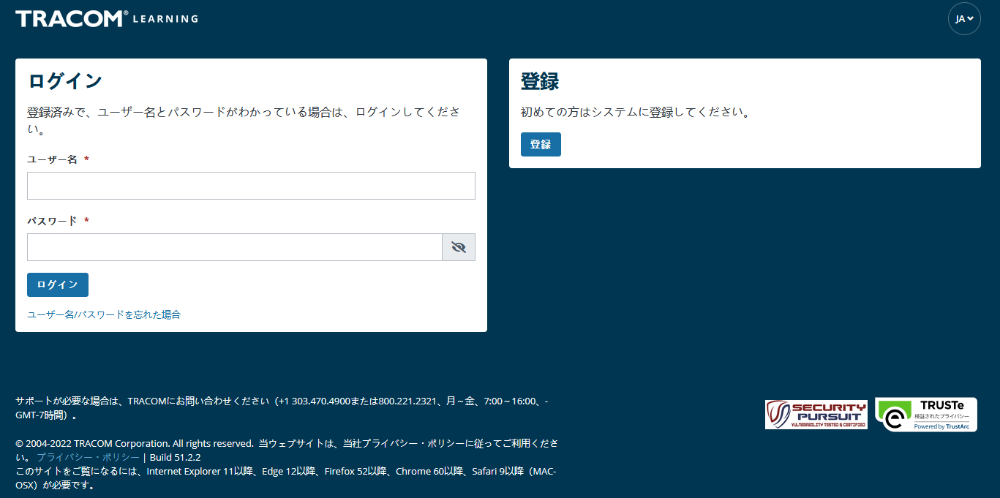 TRACOM® LEARNING
JA
ログイン
登録済みで、ユーザー名とパスワードがわかっている場合は、ログインしてくださ
い。
ユーザー名 *
パスワード *
ログイン
ユーザー名/パスワードを忘れた場合
登録
初めての方はシステムに登録してください。
登録
サポートが必要な場合は、TRACOMにお問い合わせください（+1 303.470.4900または800.221.2321、月～金、7:00～16:00、-
GMT-7時間）。
© 2004-2022 TRACOM Corporation. All rights reserved. 当ウェブサイトは、当社プライバシー・ポリシーに従ってご利用くださ
い。 プライバシー・ポリシー | Build 51.2.2
このサイトをご覧になるには、Internet Explorer 11以降、Edge 12以降、Firefox 52以降、Chrome 60以降、Safari 9以降（MAC-
OSX）が必要です。
SECURITY
PURSUIT
VULNERABILITY TESTED & CERTIFIED
TRUSTe
検証されたプライバシー
Powered by TrustArc